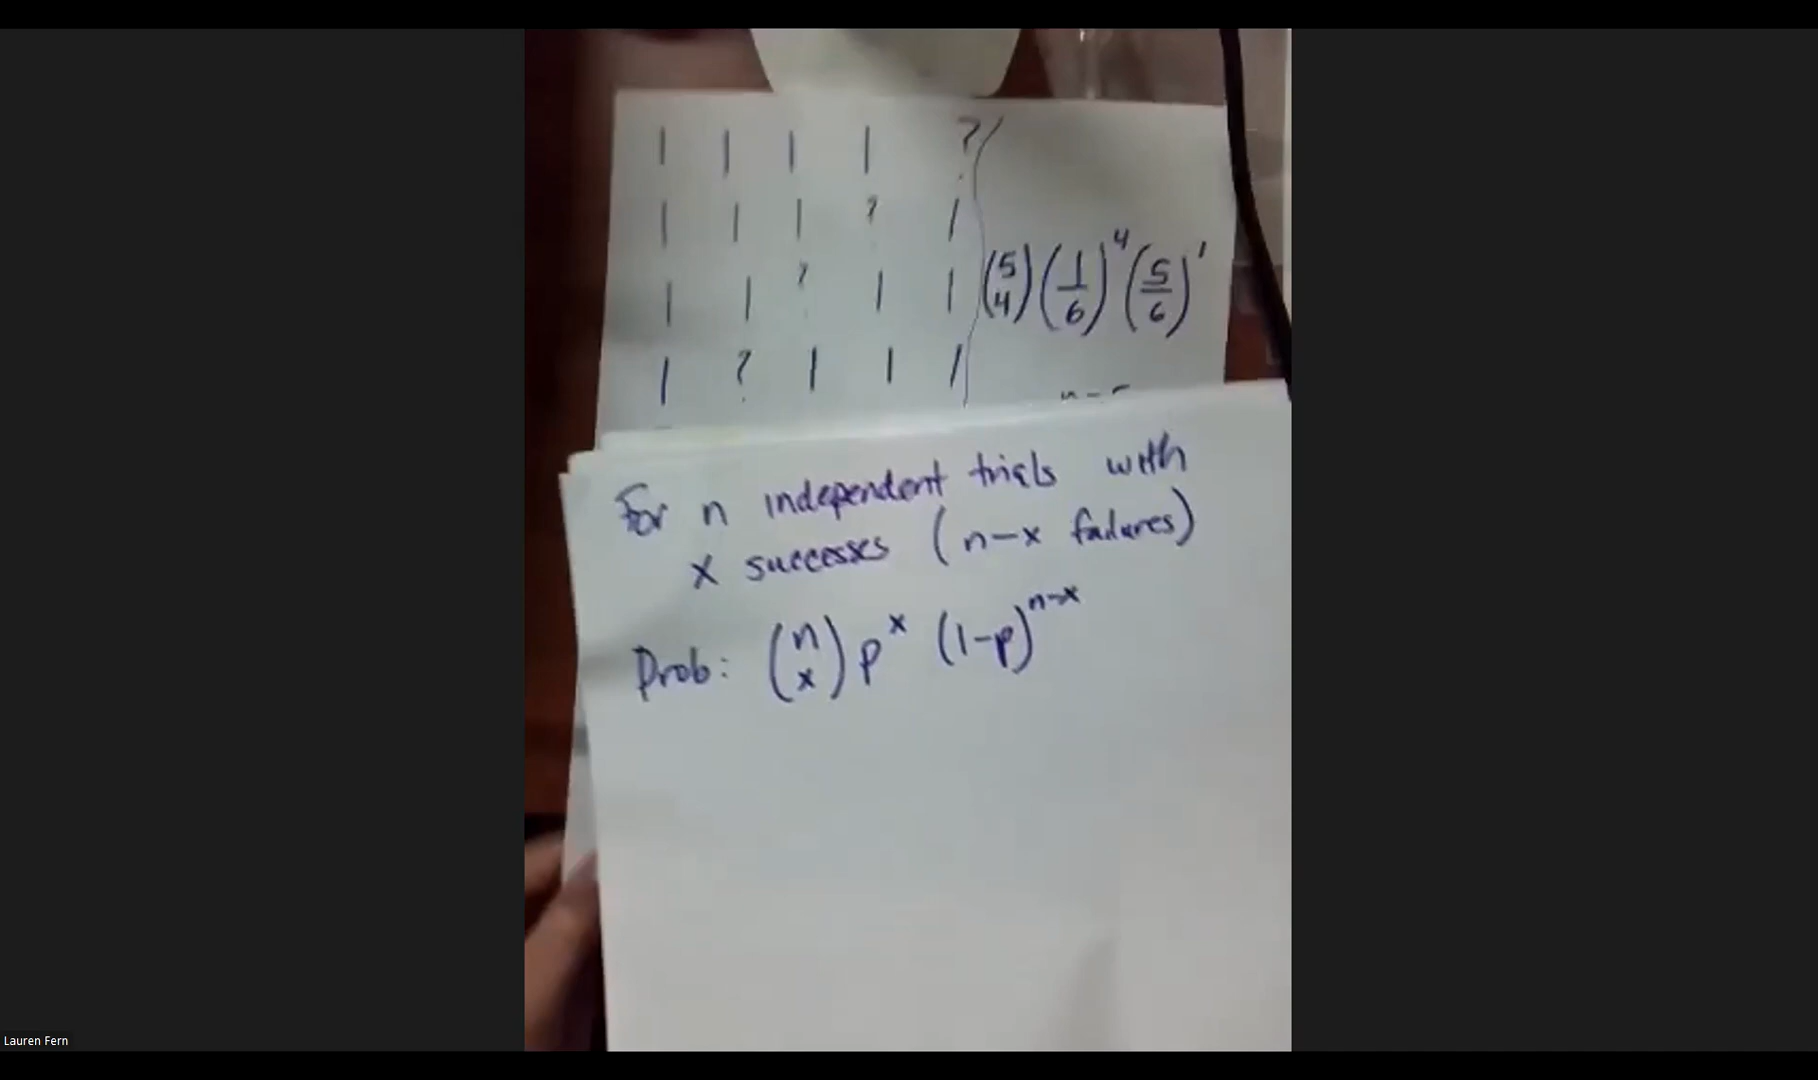 | | | | ?
| | | ? |
| | ? | |
| ? | | |
(5 4) (1/6)^4 (5/6)^1
For n independent trials with
x successes (n-x failures)
Prob: (n x) p^x (1-p)^n-x
Lauren Fern